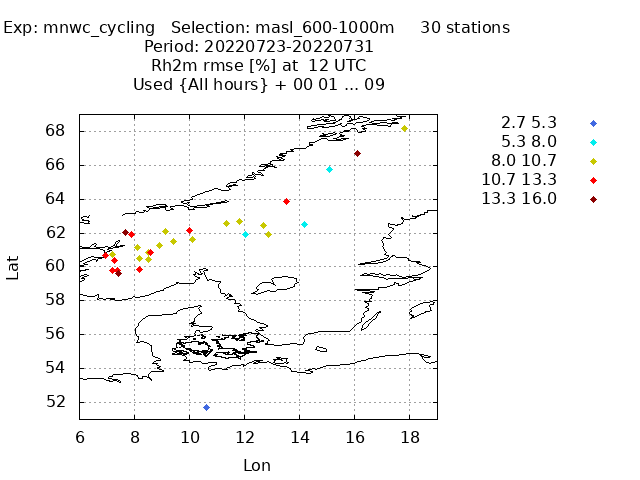 Exp: mnwc_cycling Selection: masl_600-1000m 30 stations
Period: 20220723-20220731
Rh2m rmse [%] at 12 UTC
Used {All hours} + 00 01 ... 09
2.7 5.3
5.3 8.0
8.0 10.7
10.7 13.3
13.3 16.0
68
66
64
62
60
58
56
54
52
Lat
6 8 10 12 14 16 18
Lon